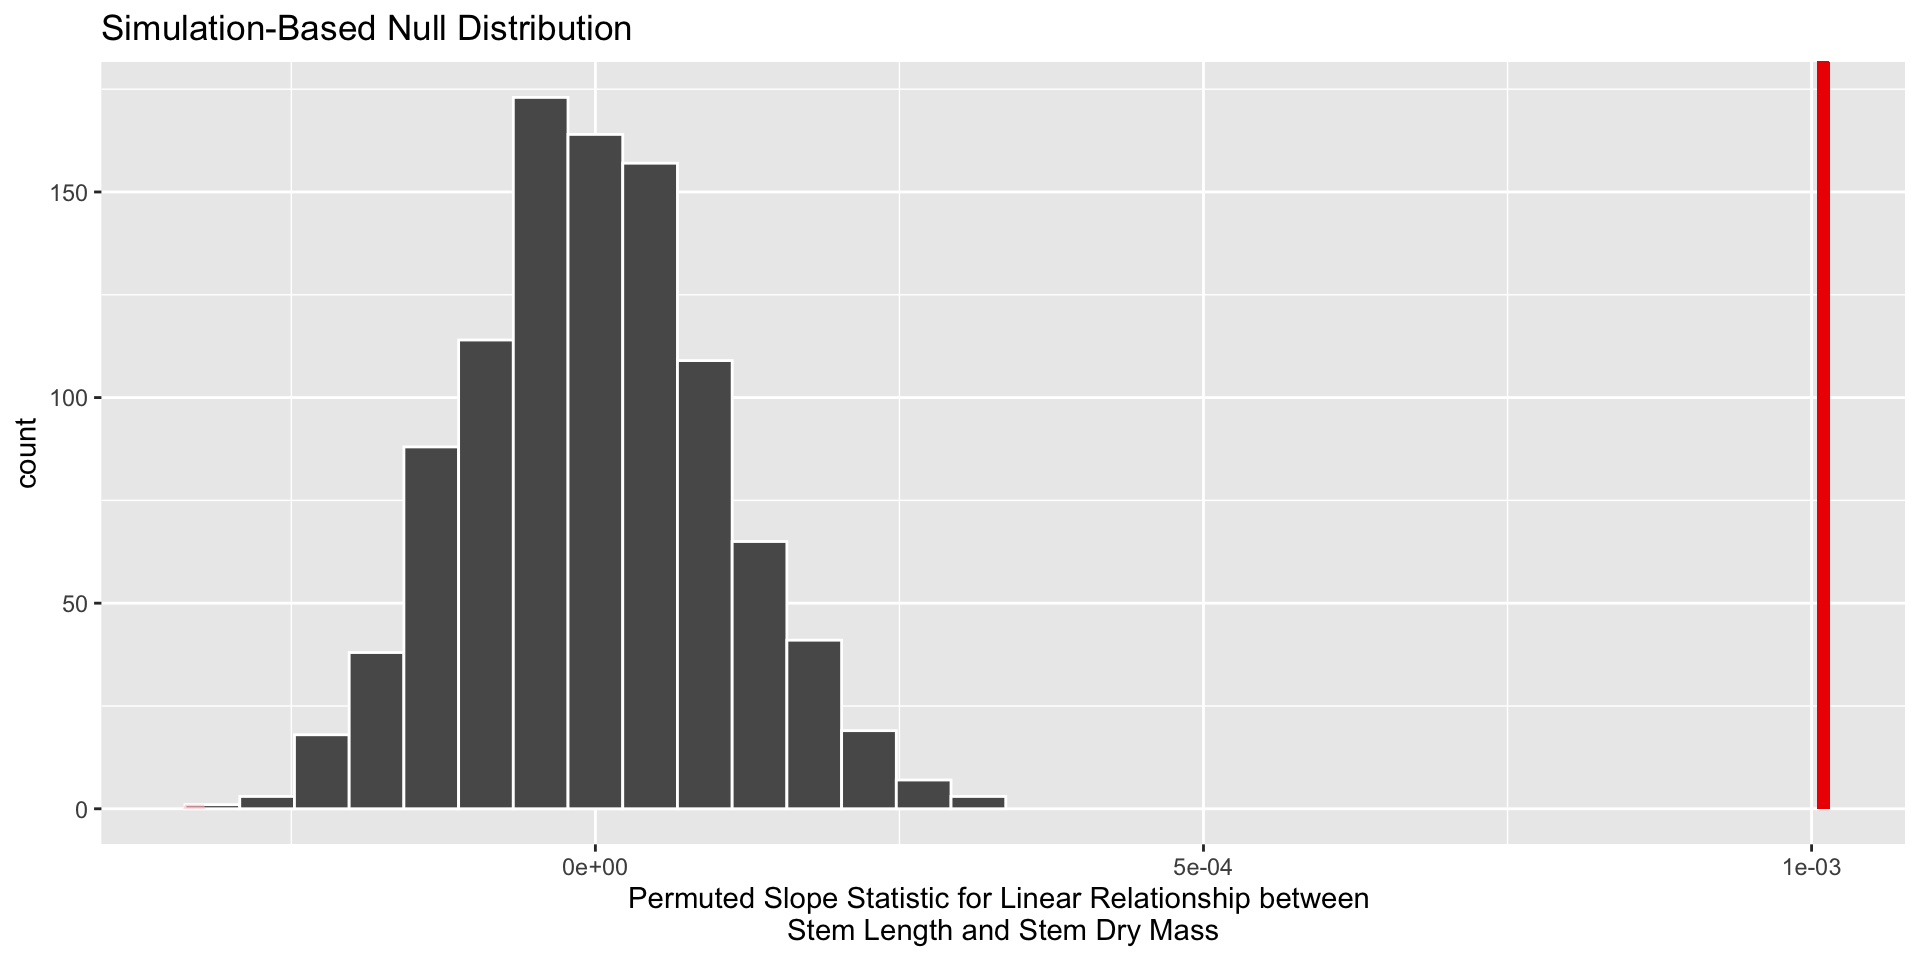 Simulation-Based Null Distribution
count
150
100
50
0
0e+00
5e-04
1e-03
Permuted Slope Statistic for Linear Relationship between
Stem Length and Stem Dry Mass